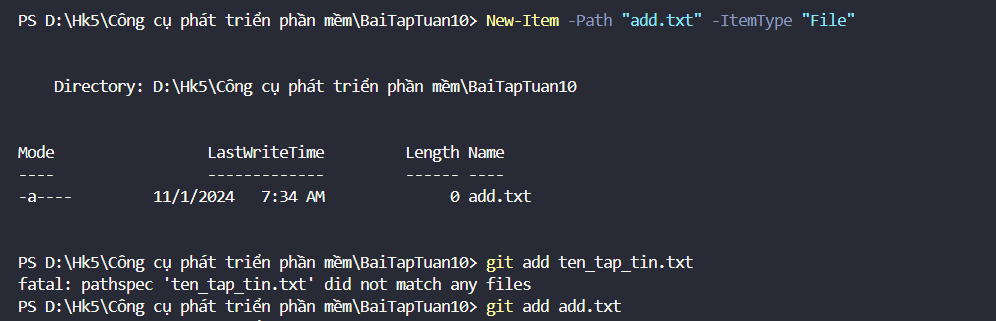 PS D:\Hk5\Công cụ phát triển phần mềm\BaiTapTuan10> New-Item -Path "add.txt" -ItemType "File"
Directory: D:\Hk5\Công cụ phát triển phần mềm\BaiTapTuan10
Mode LastWriteTime Length Name
---- ------------- ------ ----
-a---- 11/1/2024 7:34 AM 0 add.txt
PS D:\Hk5\Công cụ phát triển phần mềm\BaiTapTuan10> git add ten_tap_tin.txt
fatal: pathspec 'ten_tap_tin.txt' did not match any files
PS D:\Hk5\Công cụ phát triển phần mềm\BaiTapTuan10> git add add.txt